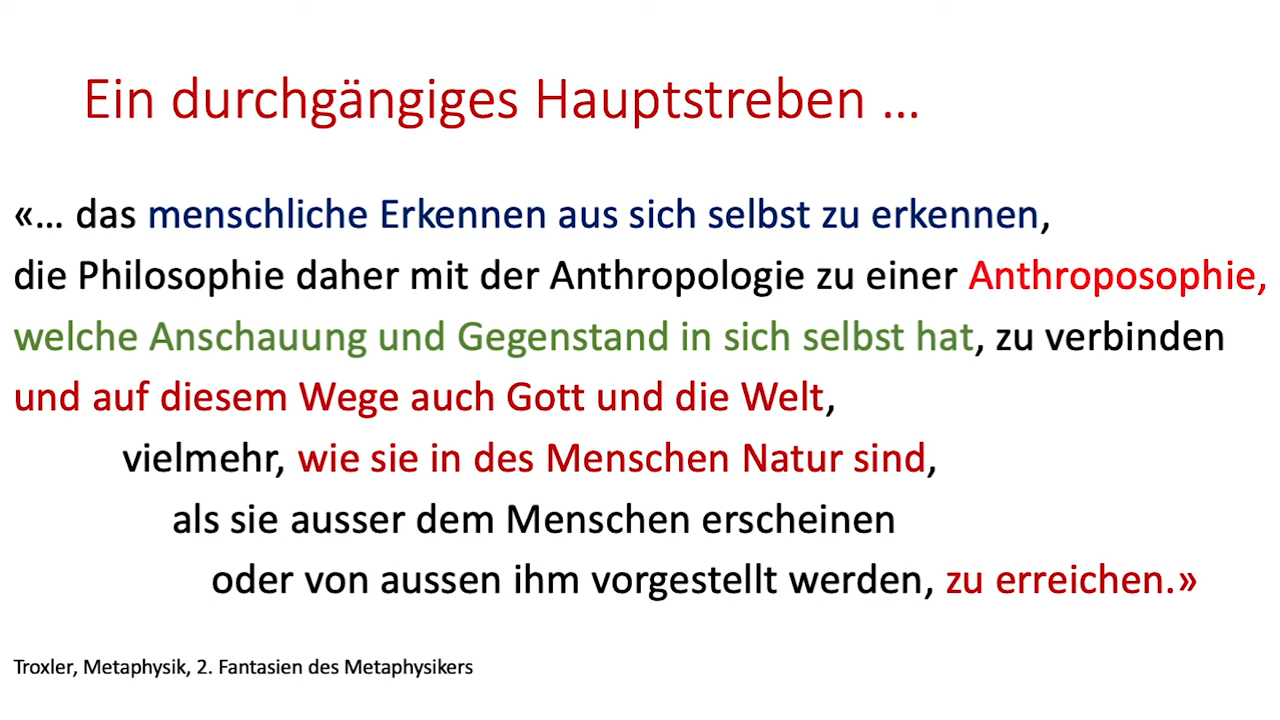 Ein durchgängiges Hauptstreben …
«… das menschliche Erkennen aus sich selbst zu erkennen,
die Philosophie daher mit der Anthropologie zu einer Anthroposophie,
welche Anschauung und Gegenstand in sich selbst hat, zu verbinden
und auf diesem Wege auch Gott und die Welt,
vielmehr, wie sie in des Menschen Natur sind,
als sie ausser dem Menschen erscheinen
oder von aussen ihm vorgestellt werden, zu erreichen.»
Troxler, Metaphysik, 2. Fantasien des Metaphysikers